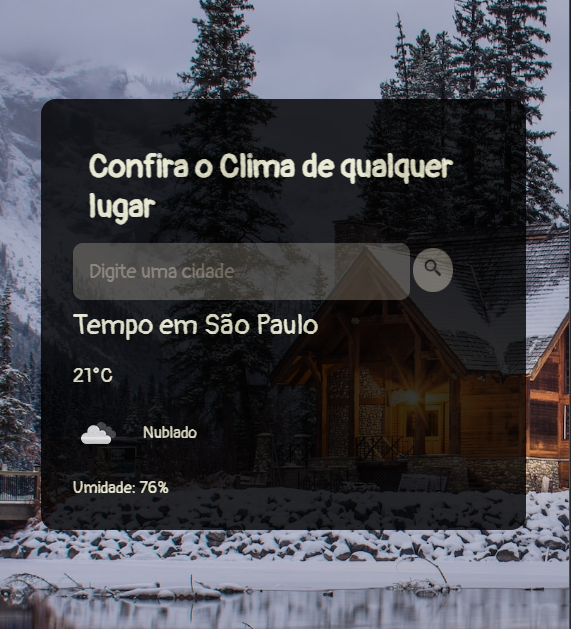 Confira o Clima de qualquer
lugar
Digite uma cidade
Tempo em São Paulo
21°C
Nublado
Umidade: 76%